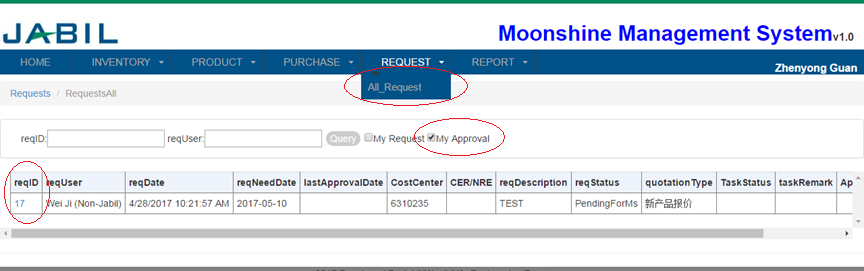 JABIL
Moonshine Management System v1.0
HOME INVENTORY PRODUCT PURCHASE REQUEST REPORT
Zhenyong Guan
All_Request
Requests / RequestsAll
reqID: reqUser: Query My Request My Approval
reqID reqUser reqDate reqNeedDate lastApprovalDate CostCenter CER/NRE reqDescription reqStatus quotationType TaskStatus taskRemark Ap
17 Wei Ji (Non-Jabil) 4/28/2017 10:21:57 AM 2017-05-10 6310235 TEST PendingForMs 新产品报价